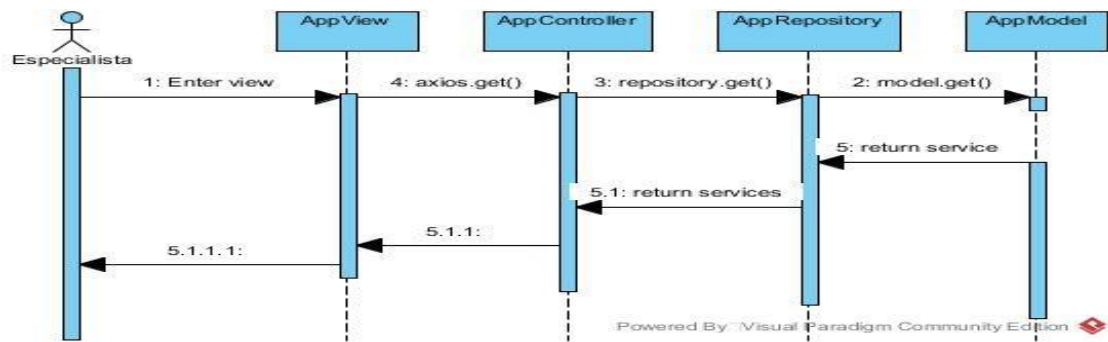 AppView
AppController
AppRepository
AppModel
Especialista
1: Enter view
4: axios.get()
3: repository.get()
2: model.get()
5: return service
5.1: return services
5.1.1:
5.1.1.1:
Powered By Visual Paradigm Community Edition